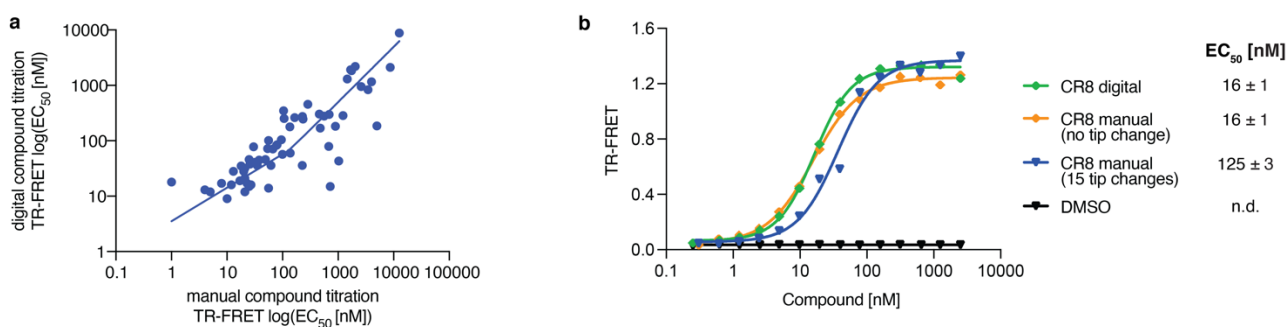 a
digital compound titration
TR-FRET log(EC50 [nM])
10000
1000
100
10
1
0.1
1
10
100
1000
10000
100000
manual compound titration
TR-FRET log(EC50 [nM])
b
TR-FRET
1.6
1.2
0.8
0.4
0.0
0.1
1
10
100
1000
10000
Compound [nM]
EC50 [nM]
CR8 digital
16 ± 1
CR8 manual
(no tip change)
16 ± 1
CR8 manual
(15 tip changes)
125 ± 3
DMSO
n.d.